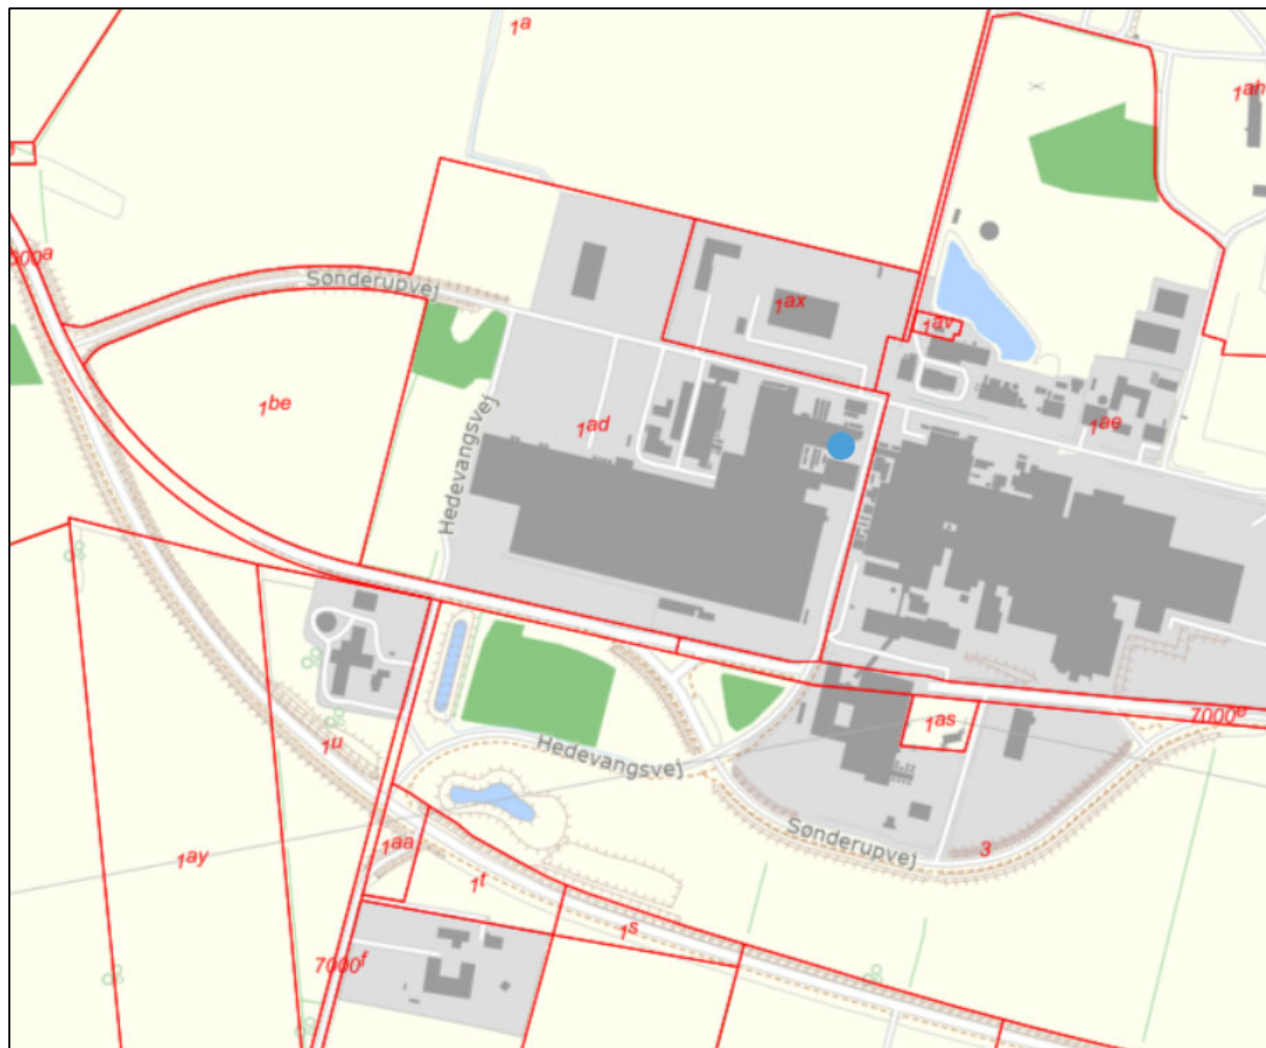 1a
1ah
000a
Sønderupvej
1ax
1av
1be
1ad
1ae
Hedevangsvej
7000e
1as
1u
Hedevangsvej
Sønderupvej
3
1aa
1ay
1t
1s
7000f